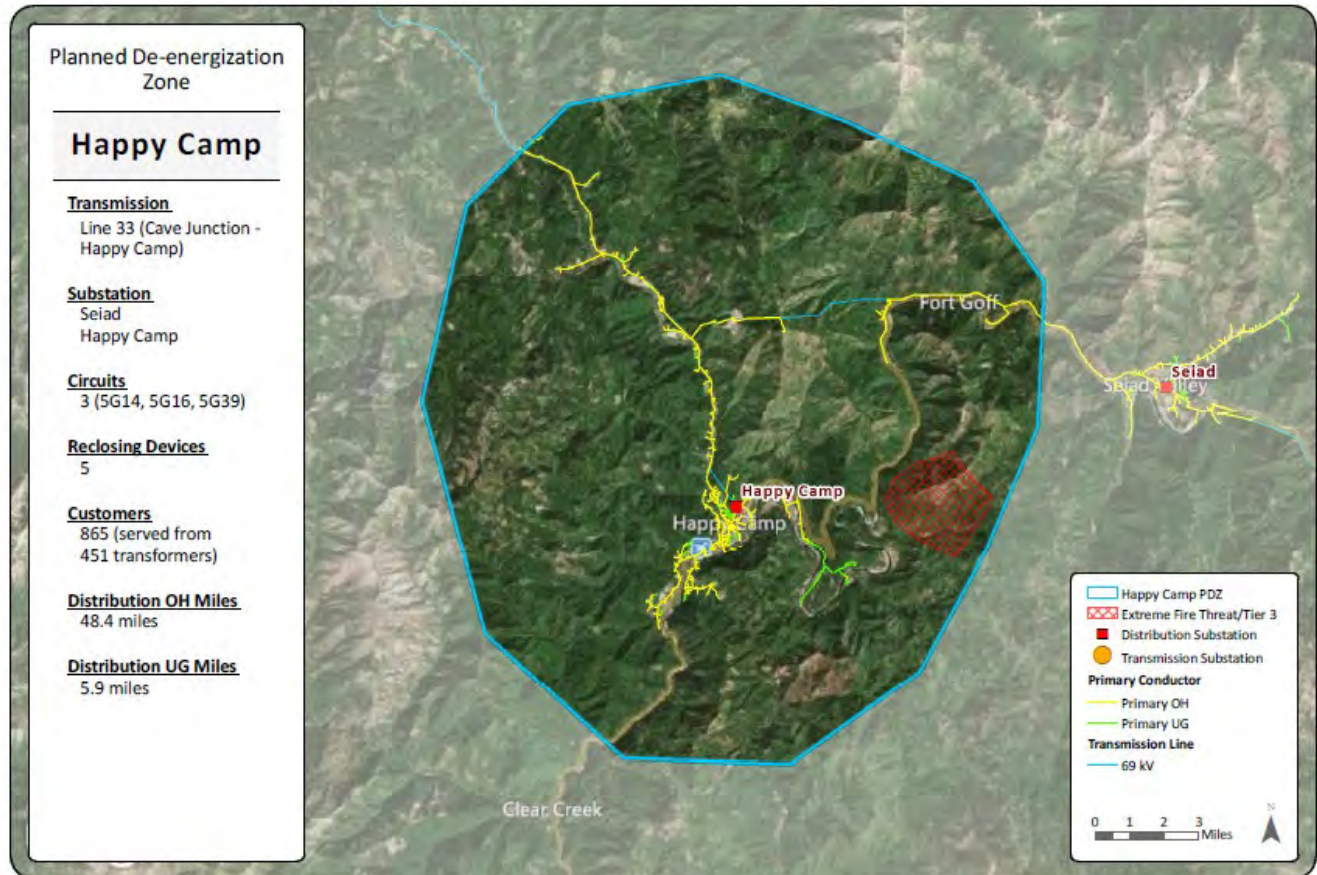 Planned De-energization
Zone
Happy Camp
Transmission
Line 33 (Cave Junction -
Happy Camp)
Substation
Seiad
Happy Camp
Circuits
3 (5G14, 5G16, 5G39)
Reclosing Devices
5
Customers
865 (served from
451 transformers)
Distribution OH Miles
48.4 miles
Distribution UG Miles
5.9 miles
Fort Goff
Seiad
Seiad Valley
Happy Camp
Happy Camp
Clear Creek
Happy Camp PDZ
Extreme Fire Threat/Tier 3
Distribution Substation
Transmission Substation
Primary Conductor
Primary OH
Primary UG
Transmission Line
69 kV
N
0 1 2 3
Miles